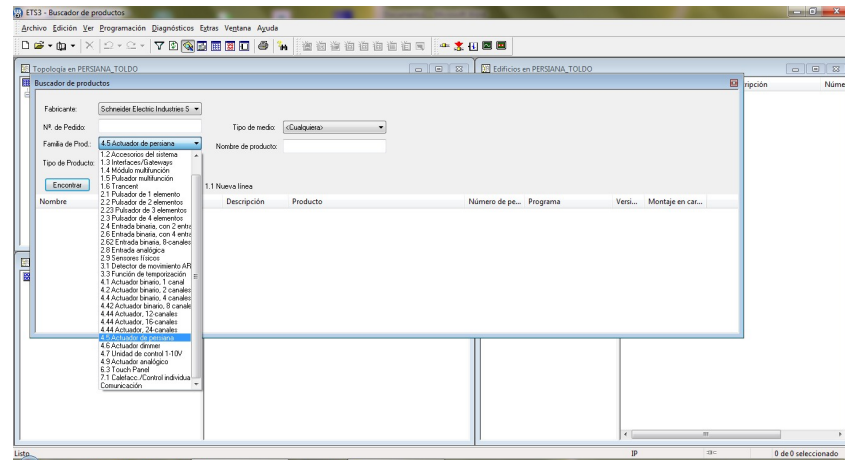 ETS3 - Buscador de productos
Archivo Edición Ver Programación Diagnósticos Extras Ventana Ayuda
Topología en PERSIANA_TOLDO
Edificios en PERSIANA_TOLDO
Buscador de productos
ripción Núme
Fabricante: Schneider Electric Industries S
Nº. de Pedido: Tipo de medio: <Cualquiera>
Familia de Prod.: 4.5 Actuador de persiana Nombre de producto:
Tipo de Producto:
1.2 Accesorios del sistema
1.3 Interfaces/Gateways
1.4 Módulo multifunción
1.5 Pulsador multifunción
1.6 Trancent
2.1 Pulsador de 1 elemento
2.2 Pulsador de 2 elementos
2.23 Pulsador de 3 elementos
2.3 Pulsador de 4 elementos
2.4 Entrada binaria, con 2 entra
2.6 Entrada binaria, con 4 entra
2.62 Entrada binaria, 8-canales
2.8 Entrada analógica
2.9 Sensores físicos
3.1 Detector de movimiento AR
3.3 Función de temporización
4.1 Actuador binario, 1 canal
4.2 Actuador binario, 2 canales
4.4 Actuador binario, 4 canales
4.42 Actuador binario, 8 canale
4.44 Actuador, 12-canales
4.44 Actuador, 16-canales
4.44 Actuador, 24-canales
4.5 Actuador de persiana
4.6 Actuador dimmer
4.7 Unidad de control 1-10V
4.9 Actuador analógico
6.3 Touch Panel
7.1 Calefacc./Control individua
Comunicación
Encontrar 1.1 Nueva línea
Nombre Descripción Producto Número de pe... Programa Versi... Montaje en car...
Listo IP 0 de 0 seleccionado